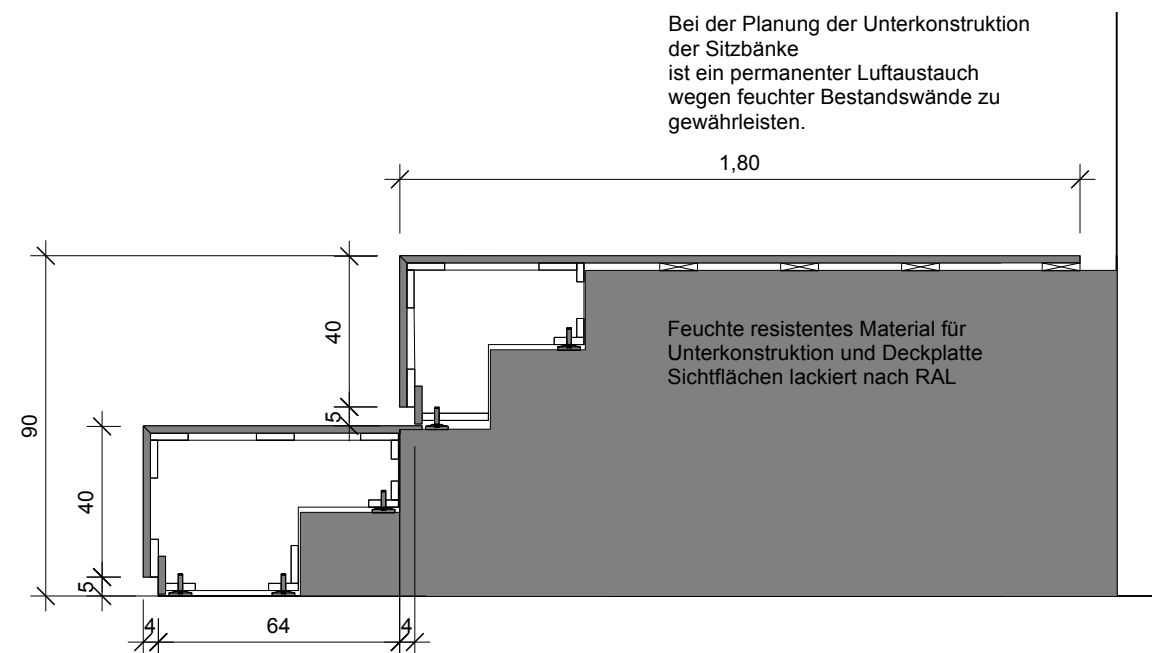 Bei der Planung der Unterkonstruktion
der Sitzbänke
ist ein permanenter Luftaustauch
wegen feuchter Bestandswände zu
gewährleisten.
1,80
40
Feuchte resistentes Material für
Unterkonstruktion und Deckplatte
Sichtflächen lackiert nach RAL
5
90
40
5
4
64
4